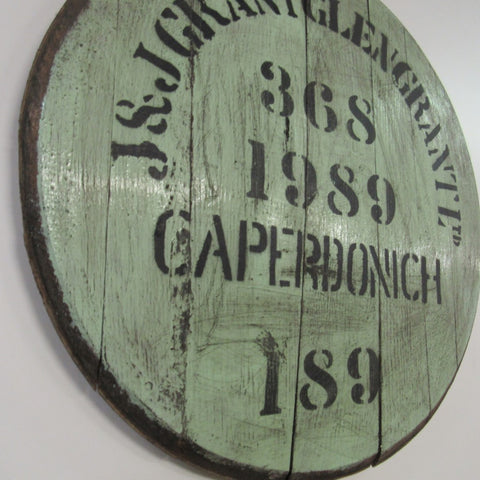 J&J GRANT GLEN GRANT LTD
368
1989
CAPERDONICH
189